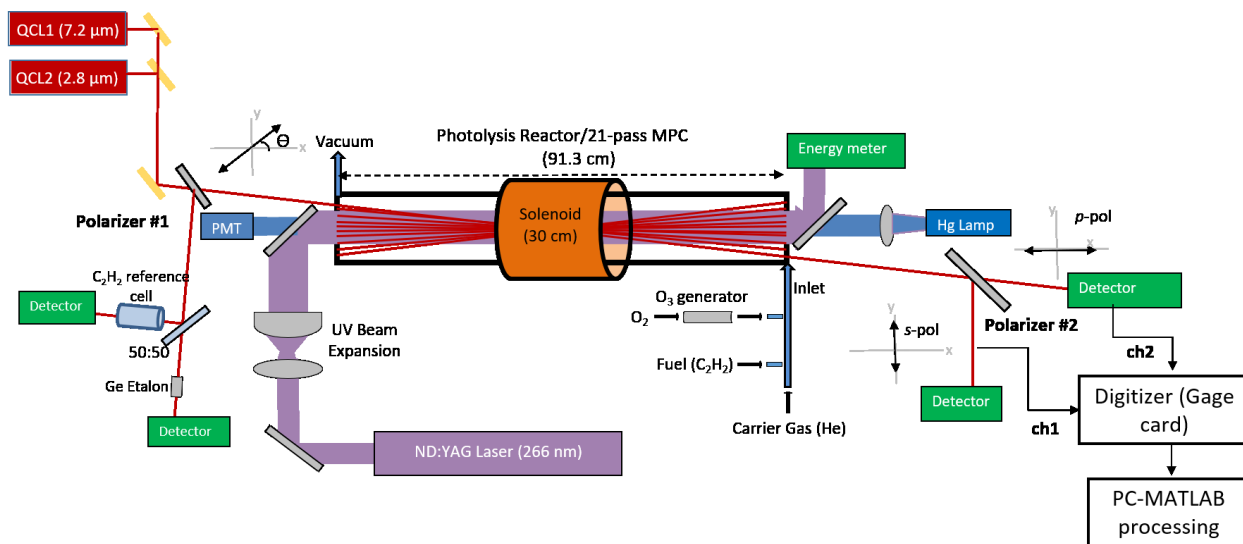 QCL1 (7.2 µm)
QCL2 (2.8 µm)
y
x
Θ
Vacuum
Photolysis Reactor/21-pass MPC
(91.3 cm)
Energy meter
Polarizer #1
PMT
Solenoid
(30 cm)
Hg Lamp
y
x
p-pol
C2H2 reference
cell
Detector
50:50
Ge Etalon
Detector
UV Beam
Expansion
ND:YAG Laser (266 nm)
O3 generator
O2
Inlet
Fuel (C2H2)
Carrier Gas (He)
y
x
s-pol
Polarizer #2
Detector
Detector
ch2
ch1
Digitizer (Gage
card)
PC-MATLAB
processing